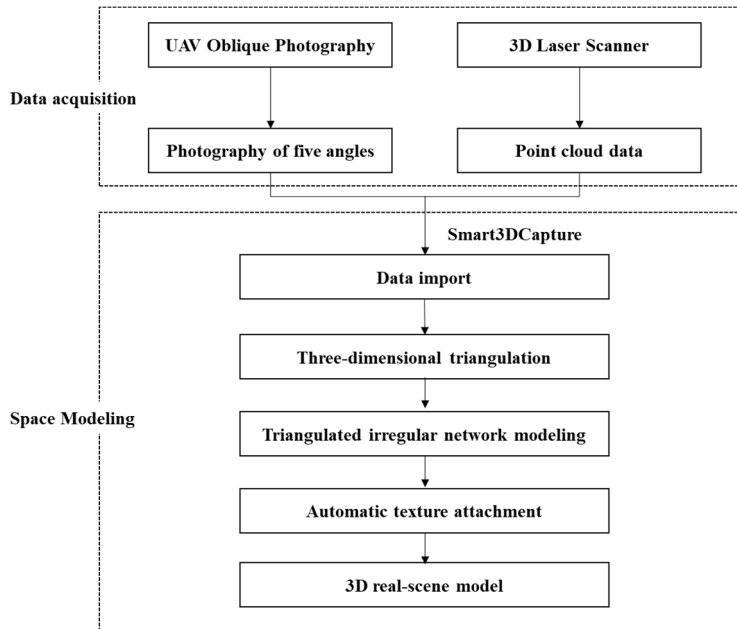 UAV Oblique Photography
3D Laser Scanner
Data acquisition
Photography of five angles
Point cloud data
Smart3DCapture
Data import
Three-dimensional triangulation
Space Modeling
Triangulated irregular network modeling
Automatic texture attachment
3D real-scene model